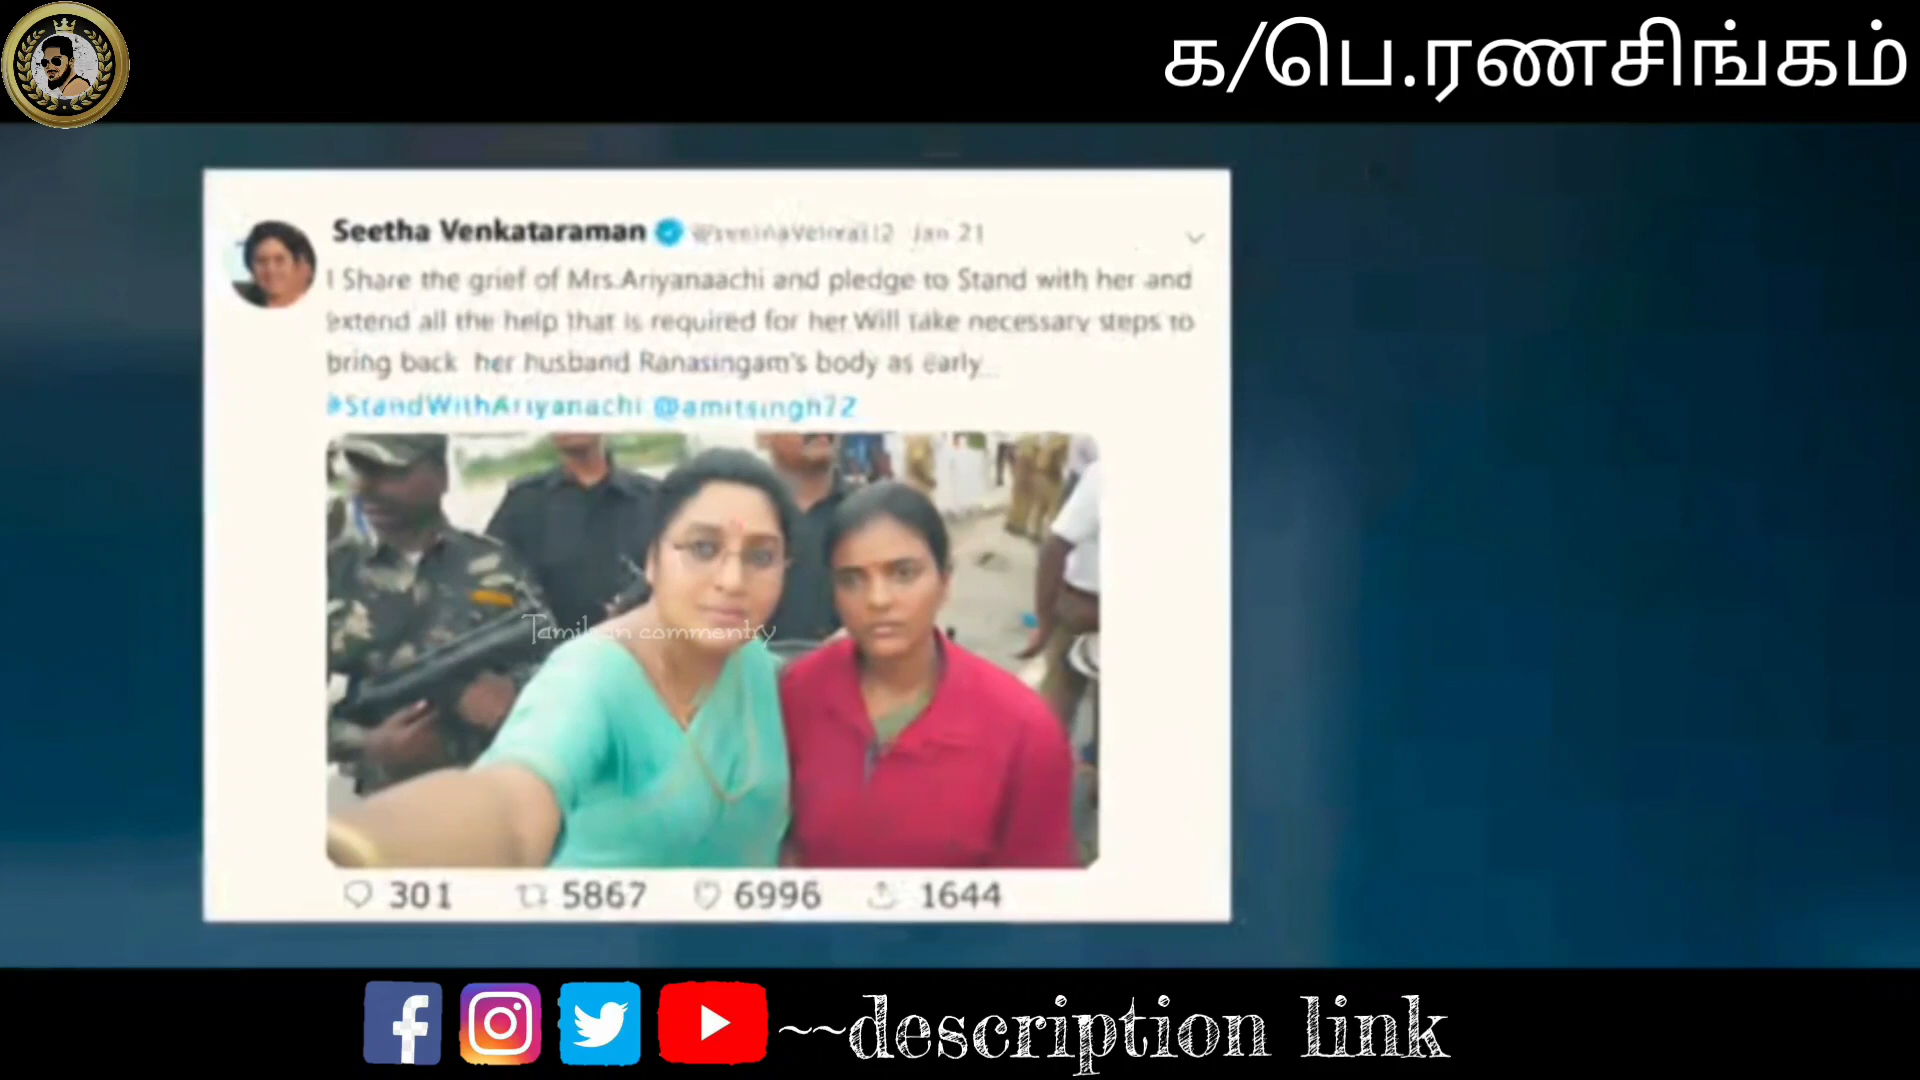 க/பெ.ரணசிங்கம்
Seetha Venkataraman Jan 21
I Share the grief of Mrs.Ariyanaachi and pledge to Stand with her and
extend all the help that is required for her.Will take necessary steps to
bring back her husband Ranasingam's body as early...
#StandWithAriyanachi @amitsingh72
commentry
301 5867 6996 1644
~~description link